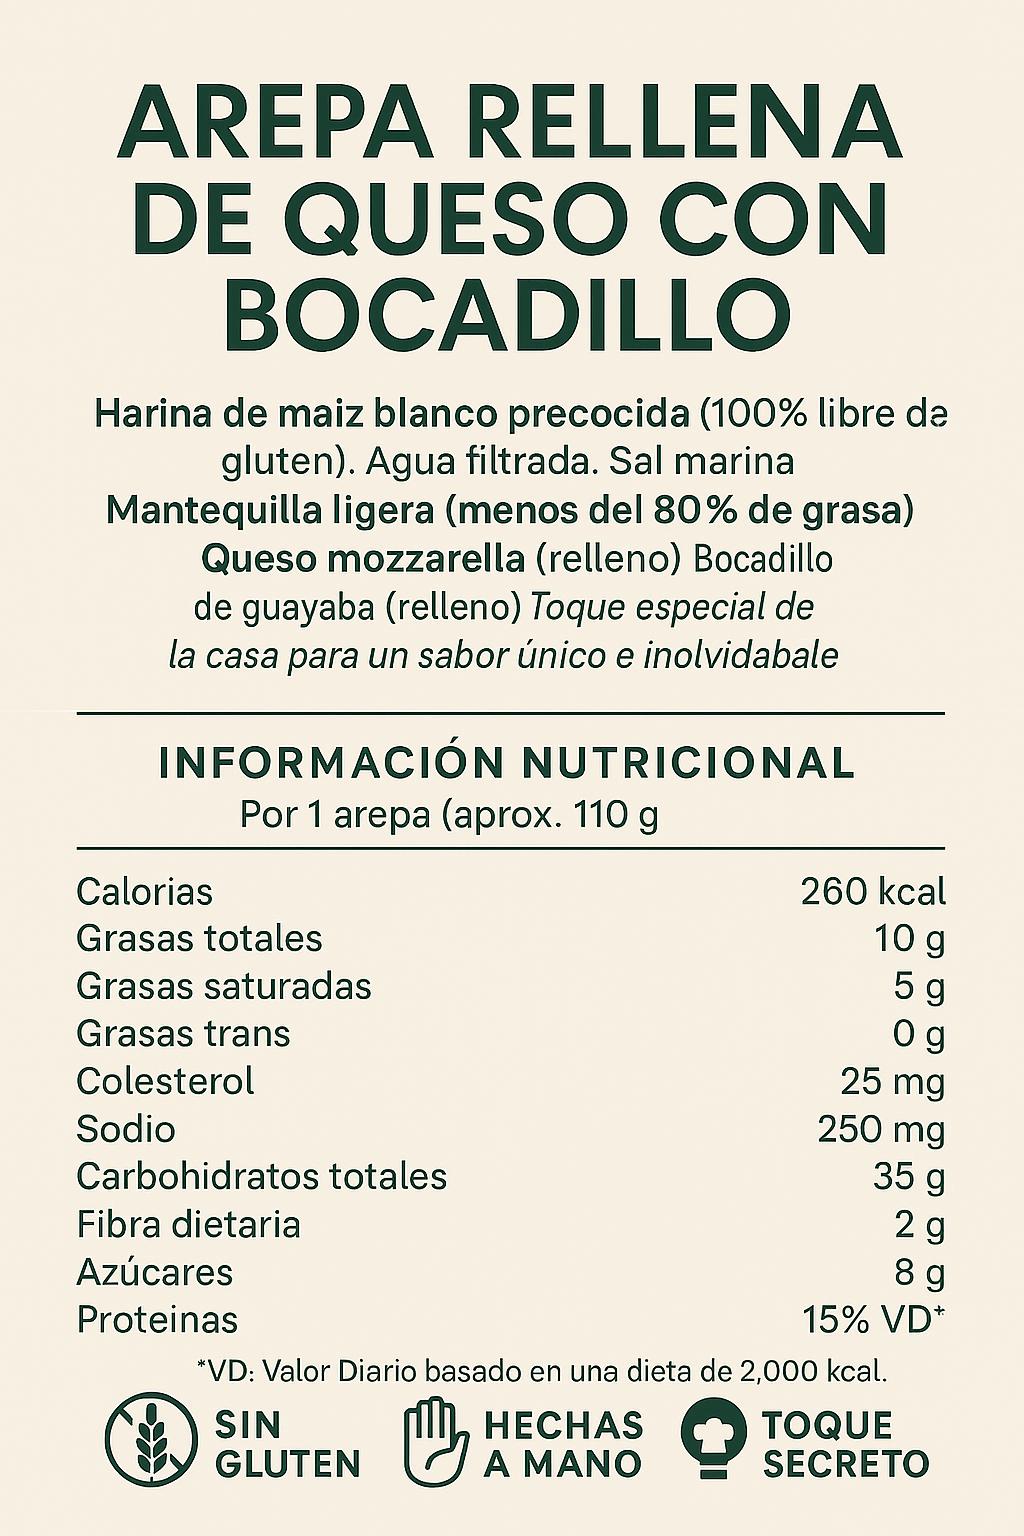 AREPA RELLENA
DE QUESO CON
BOCADILLO
Harina de maiz blanco precocida (100% libre de
gluten). Agua filtrada. Sal marina
Mantequilla ligera (menos del 80% de grasa)
Queso mozzarella (relleno) Bocadillo
de guayaba (relleno) Toque especial de
la casa para un sabor único e inolvidabale
INFORMACIÓN NUTRICIONAL
Por 1 arepa (aprox. 110 g
Calorias 260 kcal
Grasas totales 10 g
Grasas saturadas 5 g
Grasas trans 0 g
Colesterol 25 mg
Sodio 250 mg
Carbohidratos totales 35 g
Fibra dietaria 2 g
Azúcares 8 g
Proteinas 15% VD*
*VD: Valor Diario basado en una dieta de 2,000 kcal.
SIN GLUTEN
HECHAS A MANO
TOQUE SECRETO